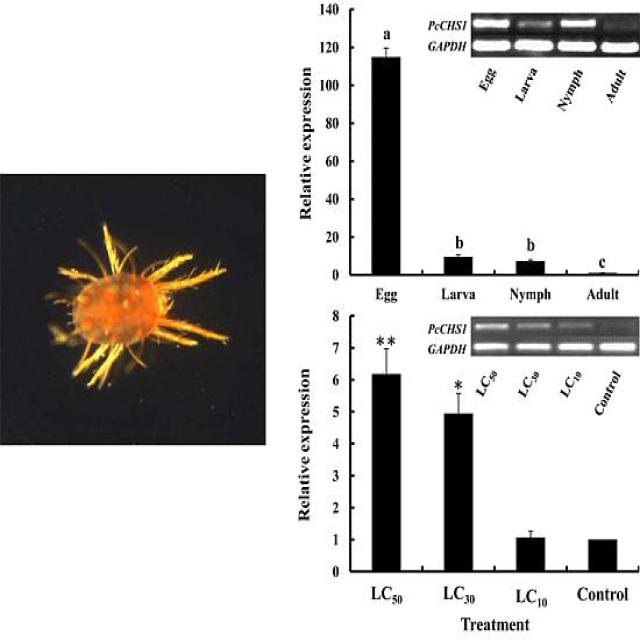 140
120
100
80
60
40
20
0
Relative expression
a
b
b
c
PcCHS1
GAPDH
Egg Larva Nymph Adult
Egg Larva Nymph Adult
8
7
6
5
4
3
2
1
0
Relative expression
**
*
PcCHS1
GAPDH
LC50 LC30 LC10 Control
LC50 LC30 LC10 Control
Treatment